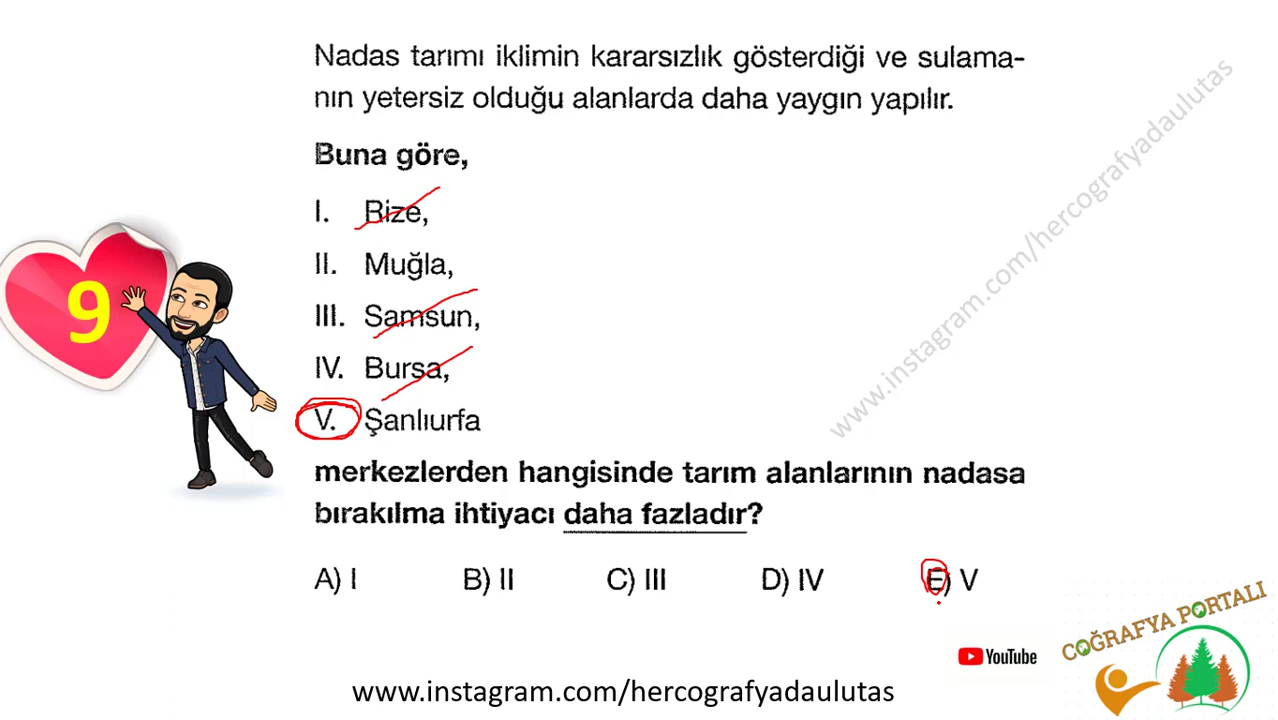 Nadas tarımı iklimin kararsızlık gösterdiği ve sulama-
nın yetersiz olduğu alanlarda daha yaygın yapılır.
Buna göre,
I. Rize,
II. Muğla,
III. Samsun,
IV. Bursa,
V. Şanlıurfa
merkezlerden hangisinde tarım alanlarının nadasa
bırakılma ihtiyacı daha fazladır?
A) I B) II C) III D) IV E) V
9
www.instagram.com/hercografyadaulutas
YouTube
COĞRAFYA PORTALI
www.instagram.com/hercografyadaulutas